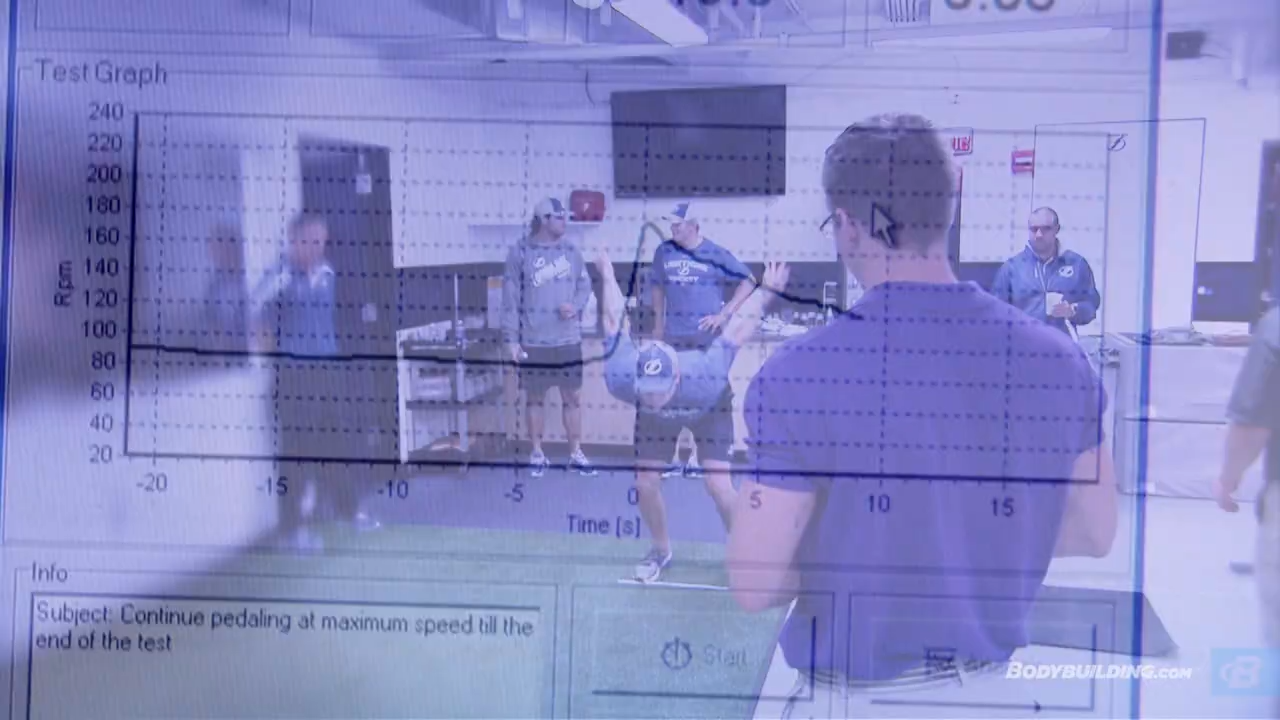 Test Graph
240
220
200
180
160
140
120
100
80
60
40
20
Rpm
-20 -15 -10 -5 0 5 10 15
Time [s]
Info
Subject: Continue pedaling at maximum speed till the
end of the test
Start
BODYBUILDING.COM
B